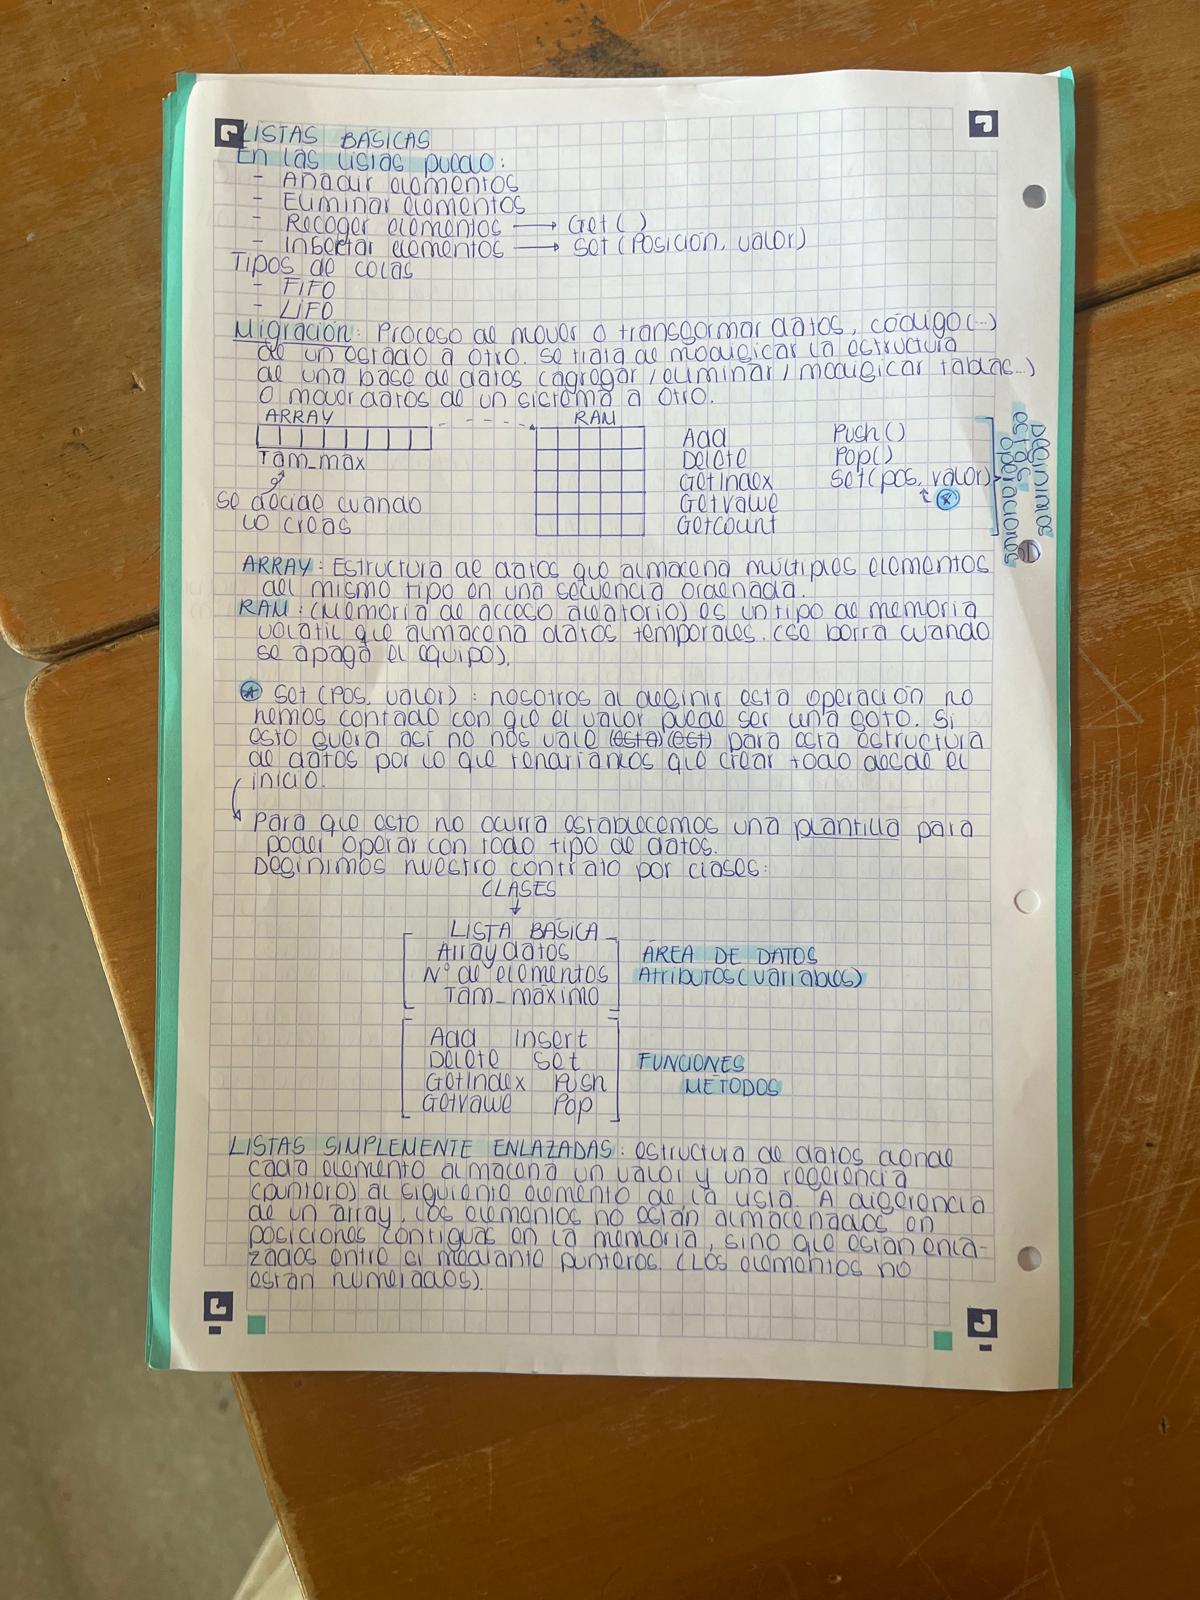 LISTAS BASICAS
En las listas puedo:
- Añadir elementos
- Eliminar elementos
- Recoger elementos → Get( )
- Insertar elementos → Set (Posición, valor)
Tipos de colas
- FIFO
- LIFO
Migración: Proceso de mover o transformar datos, código (...)
de un estado a otro. Se trata de modificar la estructura
de una base de datos (agregar/eliminar/modificar tablas...)
o mover datos de un sistema a otro.
ARRAY RAM
Tam_max
Se decide cuando
lo creas
Add Push()
Delete Pop()
GetIndex Set(pos, valor)
Getvalue
Getcount
Definimos
estas
operaciones
ARRAY: Estructura de datos que almacena múltiples elementos
del mismo tipo en una secuencia ordenada.
RAM: (Memoria de acceso aleatorio) es un tipo de memoria
volátil que almacena datos temporales. (se borra cuando
se apaga el equipo).
* Set (Pos, valor): nosotros al definir esta operación no
hemos contado con que el valor puede ser una foto. Si
esto fuera así no nos vale (esta) (est) para esta estructura
de datos por lo que tendríamos que crear todo desde el
inicio.
Para que esto no ocurra establecemos una plantilla para
poder operar con todo tipo de datos.
Definimos nuestro contrato por clases:
CLASES
LISTA BASICA
Array datos
Nº de elementos
Tam_máximo
ÁREA DE DATOS
Atributos (variables)
Add Insert
Delete Set
GetIndex Push
Getvalue Pop
FUNCIONES
METODOS
LISTAS SIMPLEMENTE ENLAZADAS: estructura de datos donde
cada elemento almacena un valor y una referencia
(puntero) al siguiente elemento de la lista. A diferencia
de un array, los elementos no están almacenados en
posiciones contiguas en la memoria, sino que están enla-
zados entre si mediante punteros. (Los elementos no
están numerados).